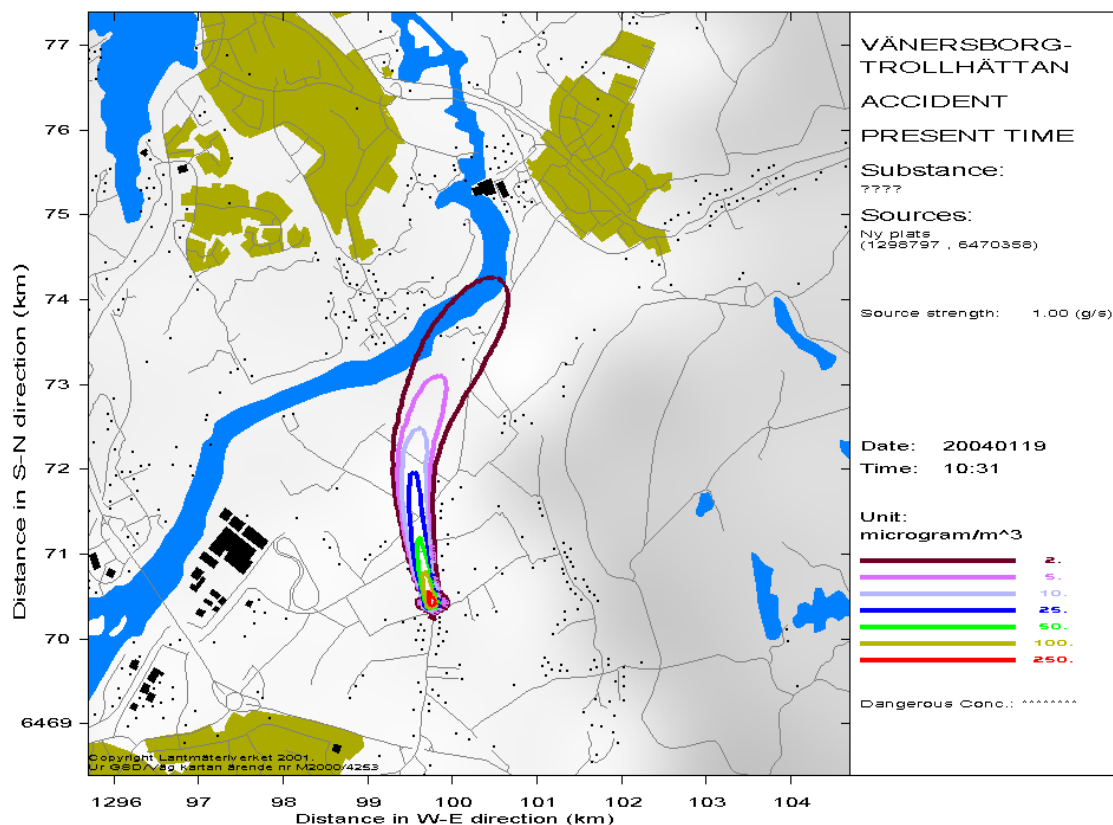 77
76
75
74
73
72
71
70
6469
Distance in S-N direction (km)
1296 97 98 99 100 101 102 103 104
Distance in W-E direction (km)
Copyright Lantmäteriverket 2001.
Ur GSD/Väg kartan ärende nr M2000/4253
VÄNERSBORG-
TROLLHÄTTAN
ACCIDENT
PRESENT TIME
Substance:
????
Sources:
Ny plats
(1298797 , 6470358)
Source strength: 1.00 (g/s)
Date: 20040119
Time: 10:31
Unit:
microgram/m^3
2.
5.
10.
25.
50.
100.
250.
Dangerous Conc.: ********